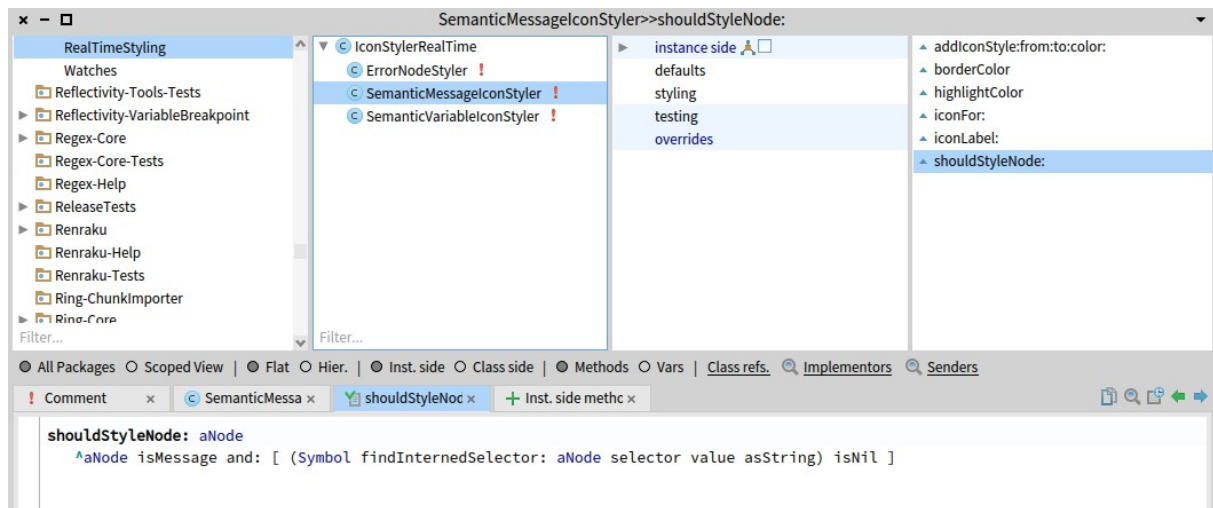 SemanticMessageIconStyler>>shouldStyleNode:
RealTimeStyling
Watches
Reflectivity-Tools-Tests
Reflectivity-VariableBreakpoint
Regex-Core
Regex-Core-Tests
Regex-Help
ReleaseTests
Renraku
Renraku-Help
Renraku-Tests
Ring-ChunkImporter
Ring-Core
Filter...
IconStylerRealTime
ErrorNodeStyler !
SemanticMessageIconStyler !
SemanticVariableIconStyler !
Filter...
instance side
defaults
styling
testing
overrides
addIconStyle:from:to:color:
borderColor
highlightColor
iconFor:
iconLabel:
shouldStyleNode:
All Packages Scoped View | Flat Hier. | Inst. side Class side | Methods Vars | Class refs. Implementors Senders
! Comment × SemanticMessa × shouldStyleNod × + Inst. side methc ×
shouldStyleNode: aNode
^aNode isMessage and: [ (Symbol findInternedSelector: aNode selector value asString) isNil ]